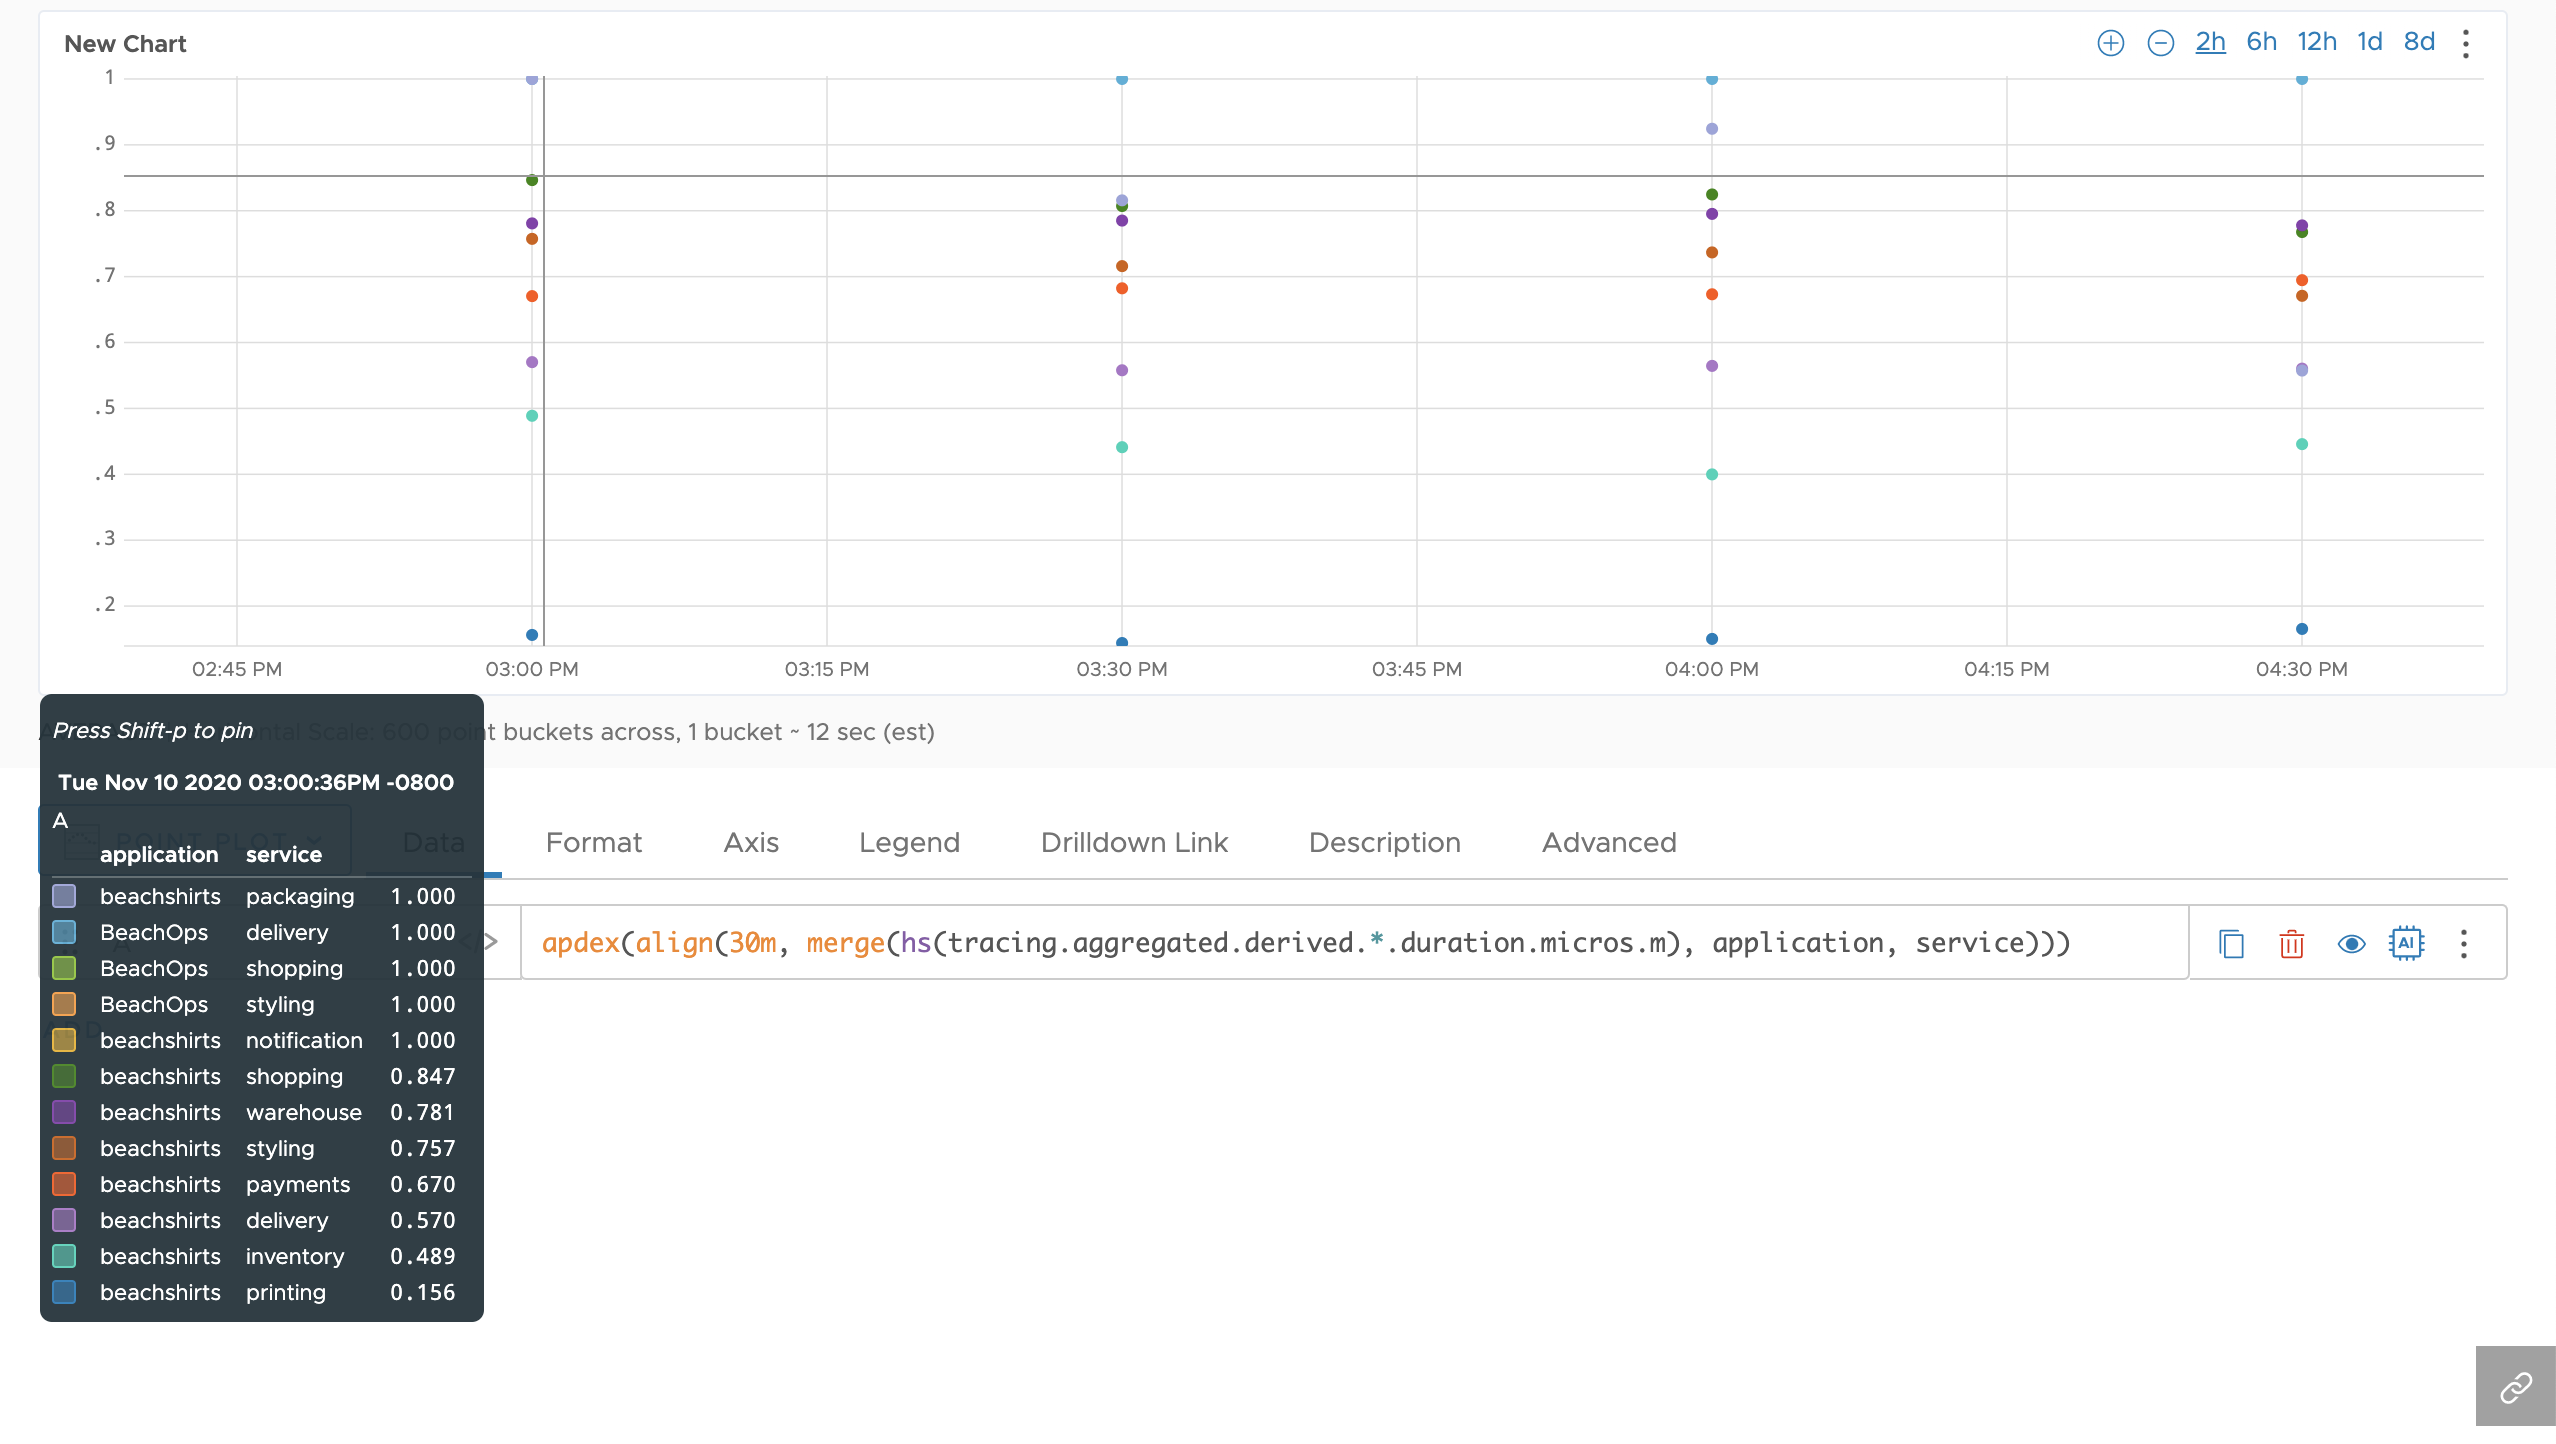 New Chart
2h 6h 12h 1d 8d
1
.9
.8
.7
.6
.5
.4
.3
.2
02:45 PM 03:00 PM 03:15 PM 03:30 PM 03:45 PM 04:00 PM 04:15 PM 04:30 PM
ntal Scale: 600 point buckets across, 1 bucket ~ 12 sec (est)
Press Shift-p to pin
Tue Nov 10 2020 03:00:36PM -0800
A
POINT PLOT
Data Format Axis Legend Drilldown Link Description Advanced
application service
beachshirts packaging 1.000
BeachOps delivery 1.000
BeachOps shopping 1.000
BeachOps styling 1.000
beachshirts notification 1.000
beachshirts shopping 0.847
beachshirts warehouse 0.781
beachshirts styling 0.757
beachshirts payments 0.670
beachshirts delivery 0.570
beachshirts inventory 0.489
beachshirts printing 0.156
apdex(align(30m, merge(hs(tracing.aggregated.derived.*.duration.micros.m), application, service)))
AI